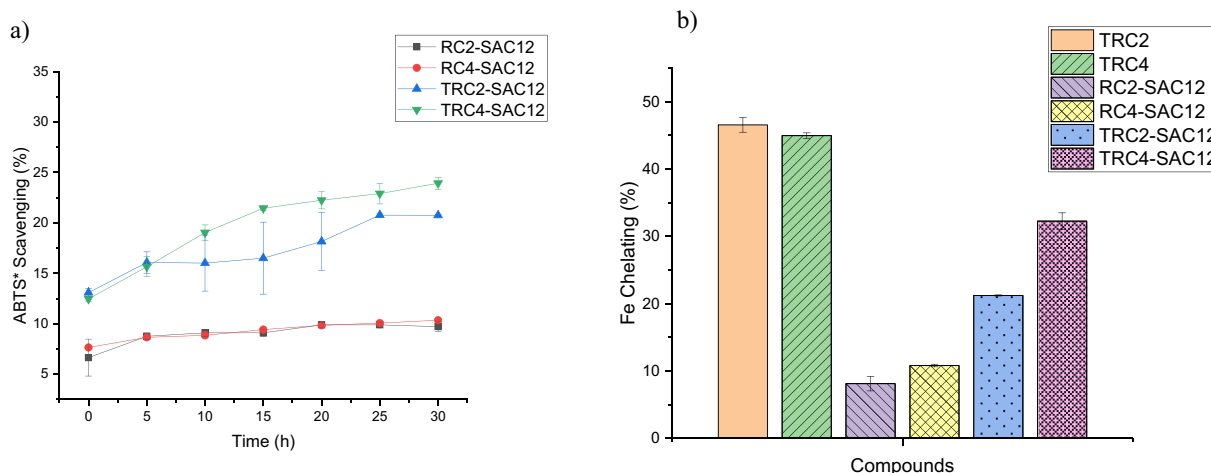 a)
RC2-SAC12
RC4-SAC12
TRC2-SAC12
TRC4-SAC12
35
30
25
20
15
10
5
ABTS* Scavenging (%)
0 5 10 15 20 25 30
Time (h)
b)
TRC2
TRC4
RC2-SAC12
RC4-SAC12
TRC2-SAC12
TRC4-SAC12
50
40
30
20
10
0
Fe Chelating (%)
Compounds